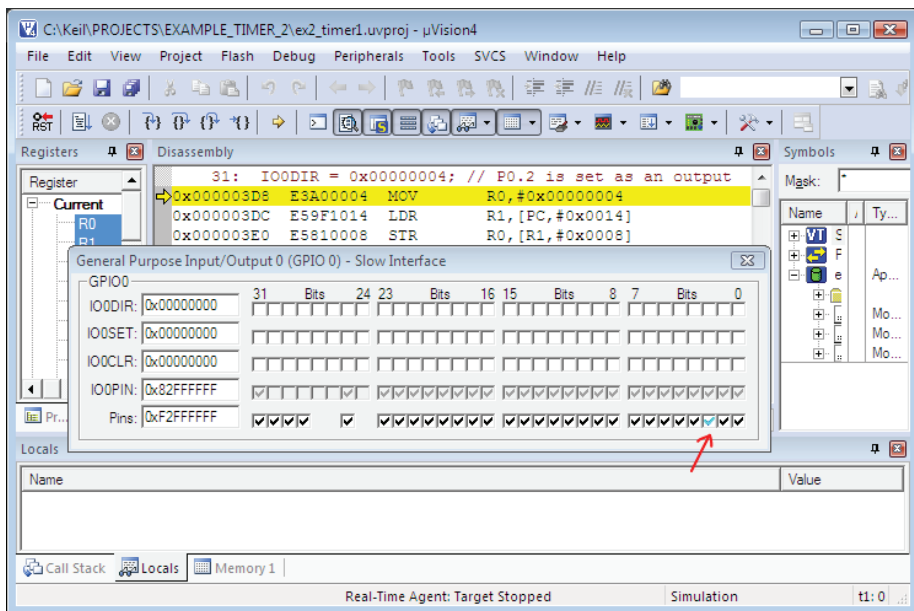 C:\Keil\PROJECTS\EXAMPLE_TIMER_2\ex2_timer1.uvproj - µVision4
File Edit View Project Flash Debug Peripherals Tools SVCS Window Help
RST
Registers Disassembly Symbols
Register
Current
R0
R1
31: IO0DIR = 0x00000004; // P0.2 is set as an output
0x000003D8 E3A00004 MOV R0,#0x00000004
0x000003DC E59F1014 LDR R1,[PC,#0x0014]
0x000003E0 E5810008 STR R0,[R1,#0x0008]
Mask: *
Name / Ty...
S
F
e Ap...
Mo...
Mo...
Mo...
General Purpose Input/Output 0 (GPIO 0) - Slow Interface
GPIO0
31 Bits 24 23 Bits 16 15 Bits 8 7 Bits 0
IO0DIR: 0x00000000
IO0SET: 0x00000000
IO0CLR: 0x00000000
IO0PIN: 0x82FFFFFF
Pins: 0xF2FFFFFF
Pr...
Locals
Name Value
Call Stack Locals Memory 1
Real-Time Agent: Target Stopped Simulation t1: 0